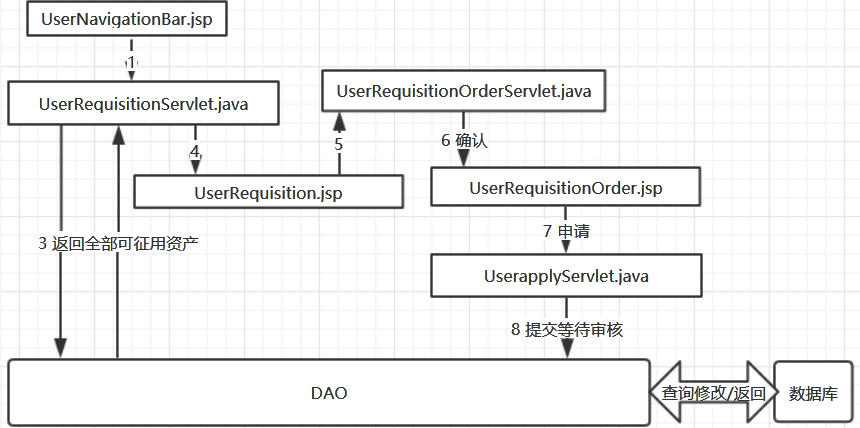 UserNavigationBar.jsp
1
UserRequisitionServlet.java
UserRequisitionOrderServlet.java
4
5
6 确认
UserRequisition.jsp
UserRequisitionOrder.jsp
7 申请
3 返回全部可征用资产
UserapplyServlet.java
8 提交等待审核
DAO
查询修改/返回
数据库